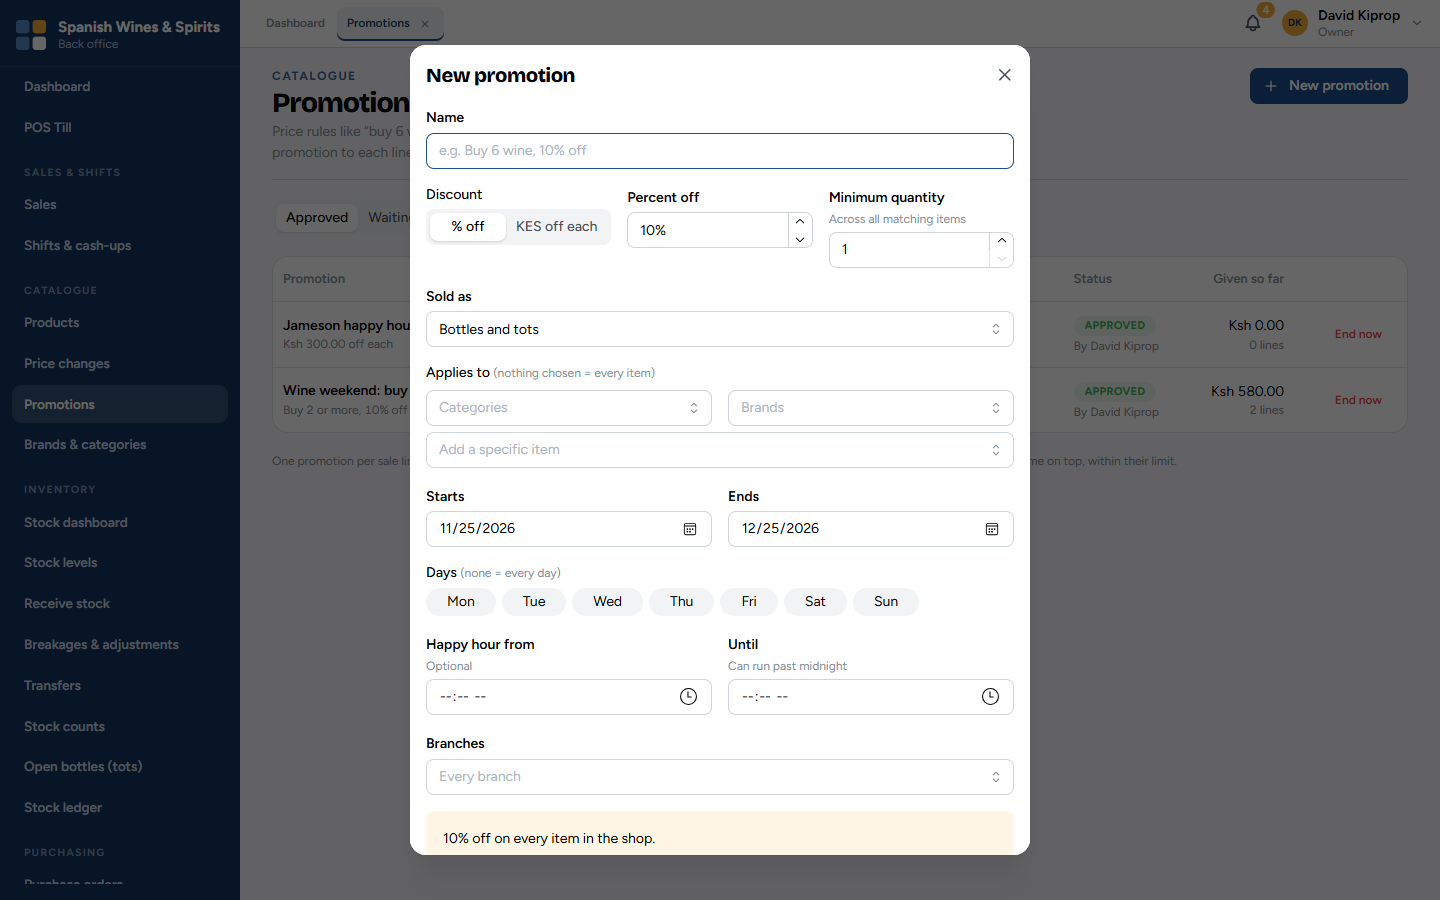 Spanish Wines & Spirits
Back office
Dashboard
POS Till
SALES & SHIFTS
Sales
Shifts & cash-ups
CATALOGUE
Products
Price changes
Promotions
Brands & categories
INVENTORY
Stock dashboard
Stock levels
Receive stock
Breakages & adjustments
Transfers
Stock counts
Open bottles (tots)
Stock ledger
PURCHASING
Purchase orders
Dashboard
Promotions
4
DK
David Kiprop
Owner
CATALOGUE
Promotion
Price rules like "buy 6
promotion to each line
New promotion
Approved
Promotion
Status
Given so far
Jameson happy hou
Ksh 300.00 off each
APPROVED
By David Kiprop
Ksh 0.00
0 lines
End now
Wine weekend: buy
Buy 2 or more, 10% off
APPROVED
By David Kiprop
Ksh 580.00
2 lines
End now
One promotion per sale
me on top, within their limit.
New promotion
Name
e.g. Buy 6 wine, 10% off
Discount
% off
KES off each
Percent off
10%
Minimum quantity
Across all matching items
1
Sold as
Bottles and tots
Applies to (nothing chosen = every item)
Categories
Brands
Add a specific item
Starts
11/25/2026
Ends
12/25/2026
Days (none = every day)
Mon
Tue
Wed
Thu
Fri
Sat
Sun
Happy hour from
Optional
--:-- --
Until
Can run past midnight
--:-- --
Branches
Every branch
10% off on every item in the shop.